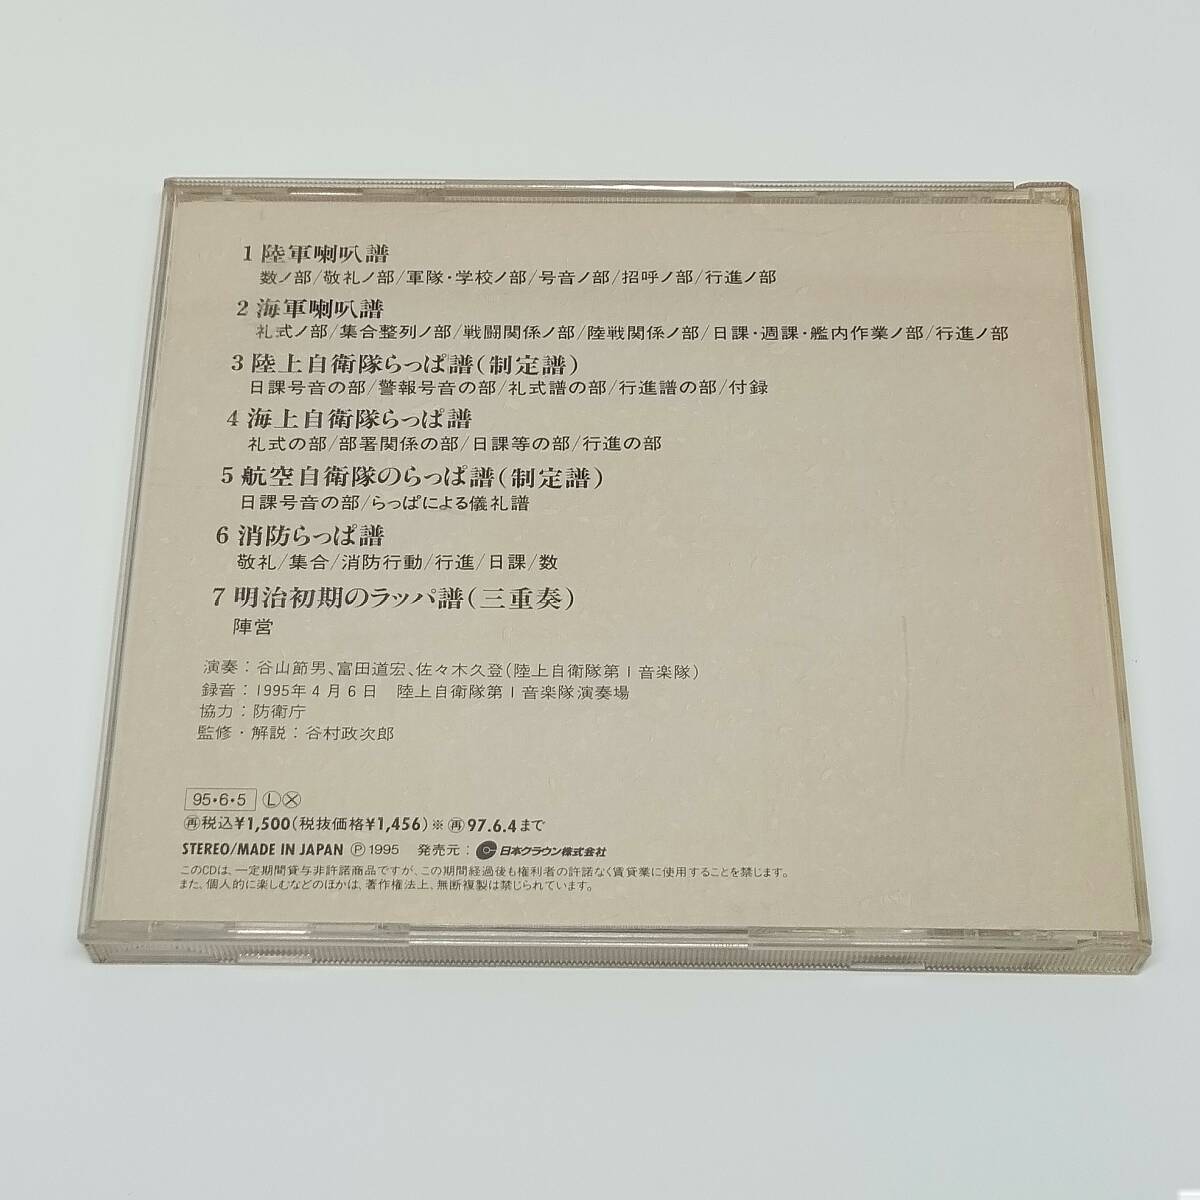 1 陸軍喇叭譜
数ノ部/敬礼ノ部/軍隊・学校ノ部/号音ノ部/招呼ノ部/行進ノ部
2 海軍喇叭譜
礼式ノ部/集合整列ノ部/戦闘関係ノ部/陸戦関係ノ部/日課・週課・艦内作業ノ部/行進ノ部
3 陸上自衛隊らっぱ譜(制定譜)
日課号音の部/警報号音の部/礼式譜の部/行進譜の部/付録
4 海上自衛隊らっぱ譜
礼式の部/部署関係の部/日課等の部/行進の部
5 航空自衛隊のらっぱ譜(制定譜)
日課号音の部/らっぱによる儀礼譜
6 消防らっぱ譜
敬礼/集合/消防行動/行進/日課/数
7 明治初期のラッパ譜(三重奏)
陣営
演奏:谷山節男、富田道宏、佐々木久登(陸上自衛隊第1音楽隊)
録音:1995年4月6日 陸上自衛隊第1音楽隊演奏場
協力:防衛庁
監修・解説:谷村政次郎
95・6・5 Ⓛ ⓧ
㊢税込¥1,500(税抜価格¥1,456)※ 再 97.6.4まで
STEREO/MADE IN JAPAN Ⓟ 1995 発売元: 日本クラウン株式会社
このCDは、一定期間貸与非許諾商品ですが、この期間経過後も権利者の許諾なく賃貸業に使用することを禁じます。
また、個人的に楽しむなどのほかは、著作権法上、無断複製は禁じられています。